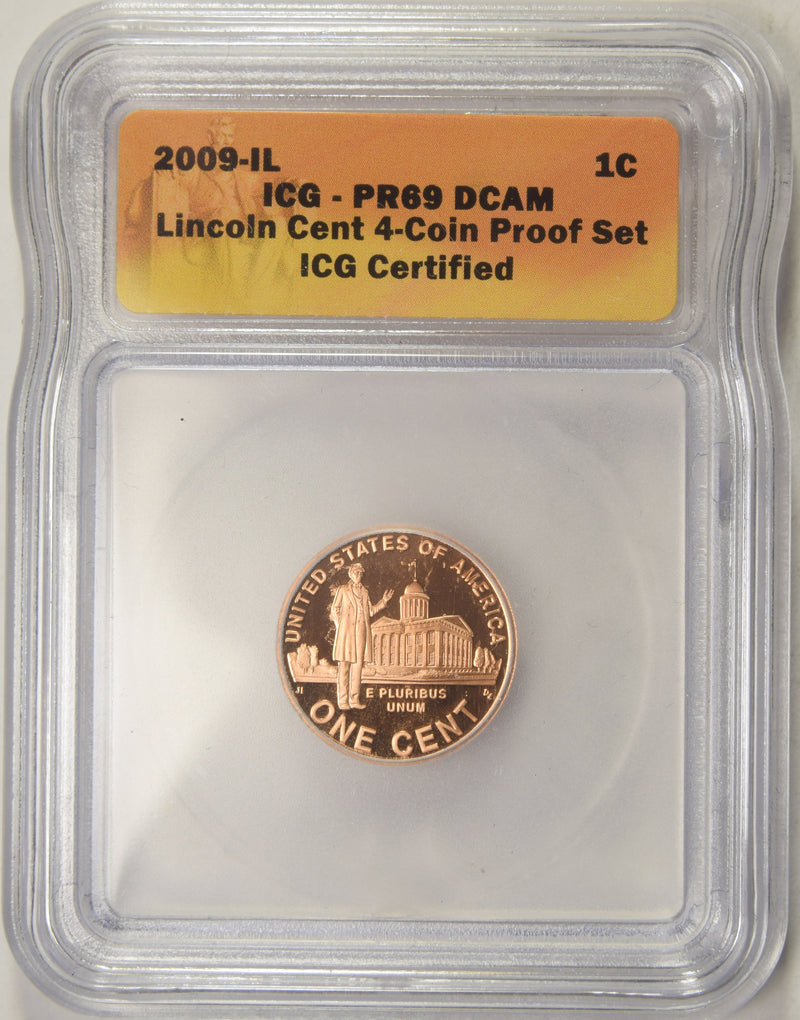 2009-IL 1C
ICG - PR69 DCAM
Lincoln Cent 4-Coin Proof Set
ICG Certified
UNITED STATES OF AMERICA
E PLURIBUS
UNUM
JI
ONE CENT